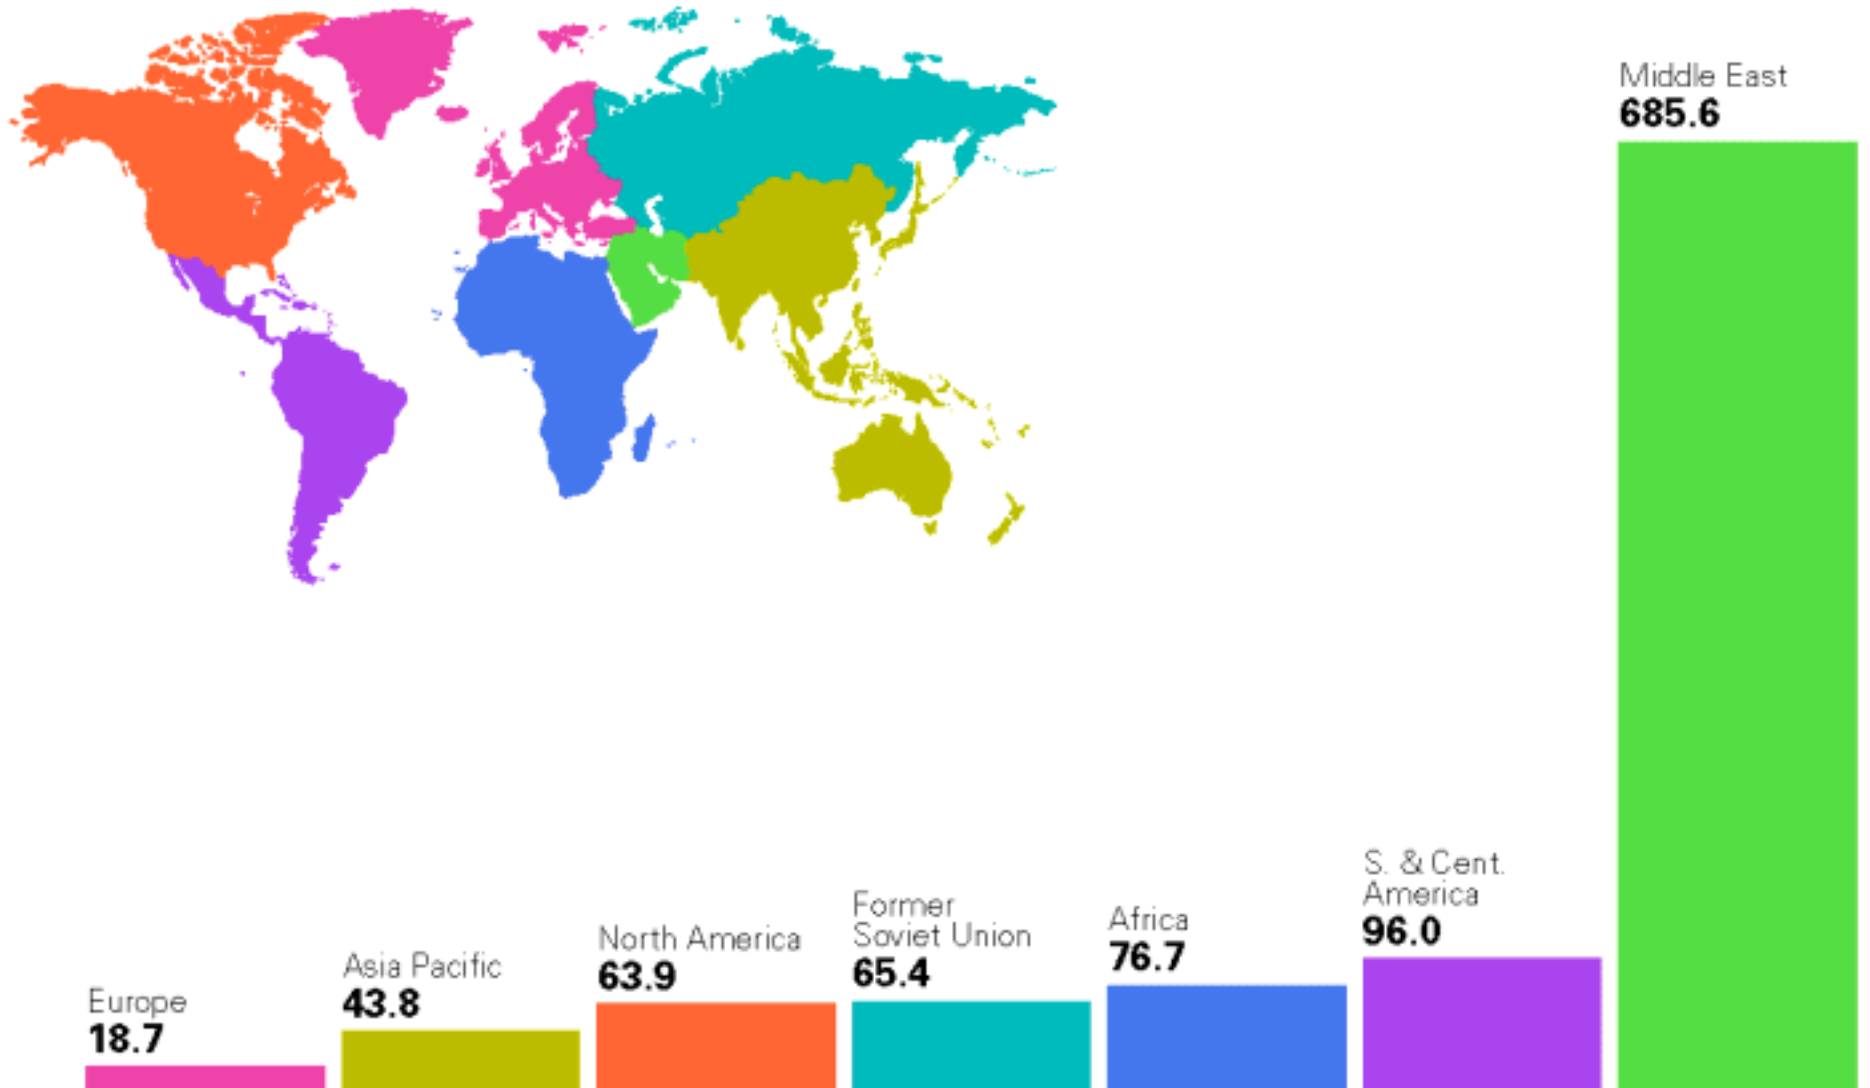 Europe
18.7
Asia Pacific
43.8
North America
63.9
Former
Soviet Union
65.4
Africa
76.7
S. & Cent.
America
96.0
Middle East
685.6